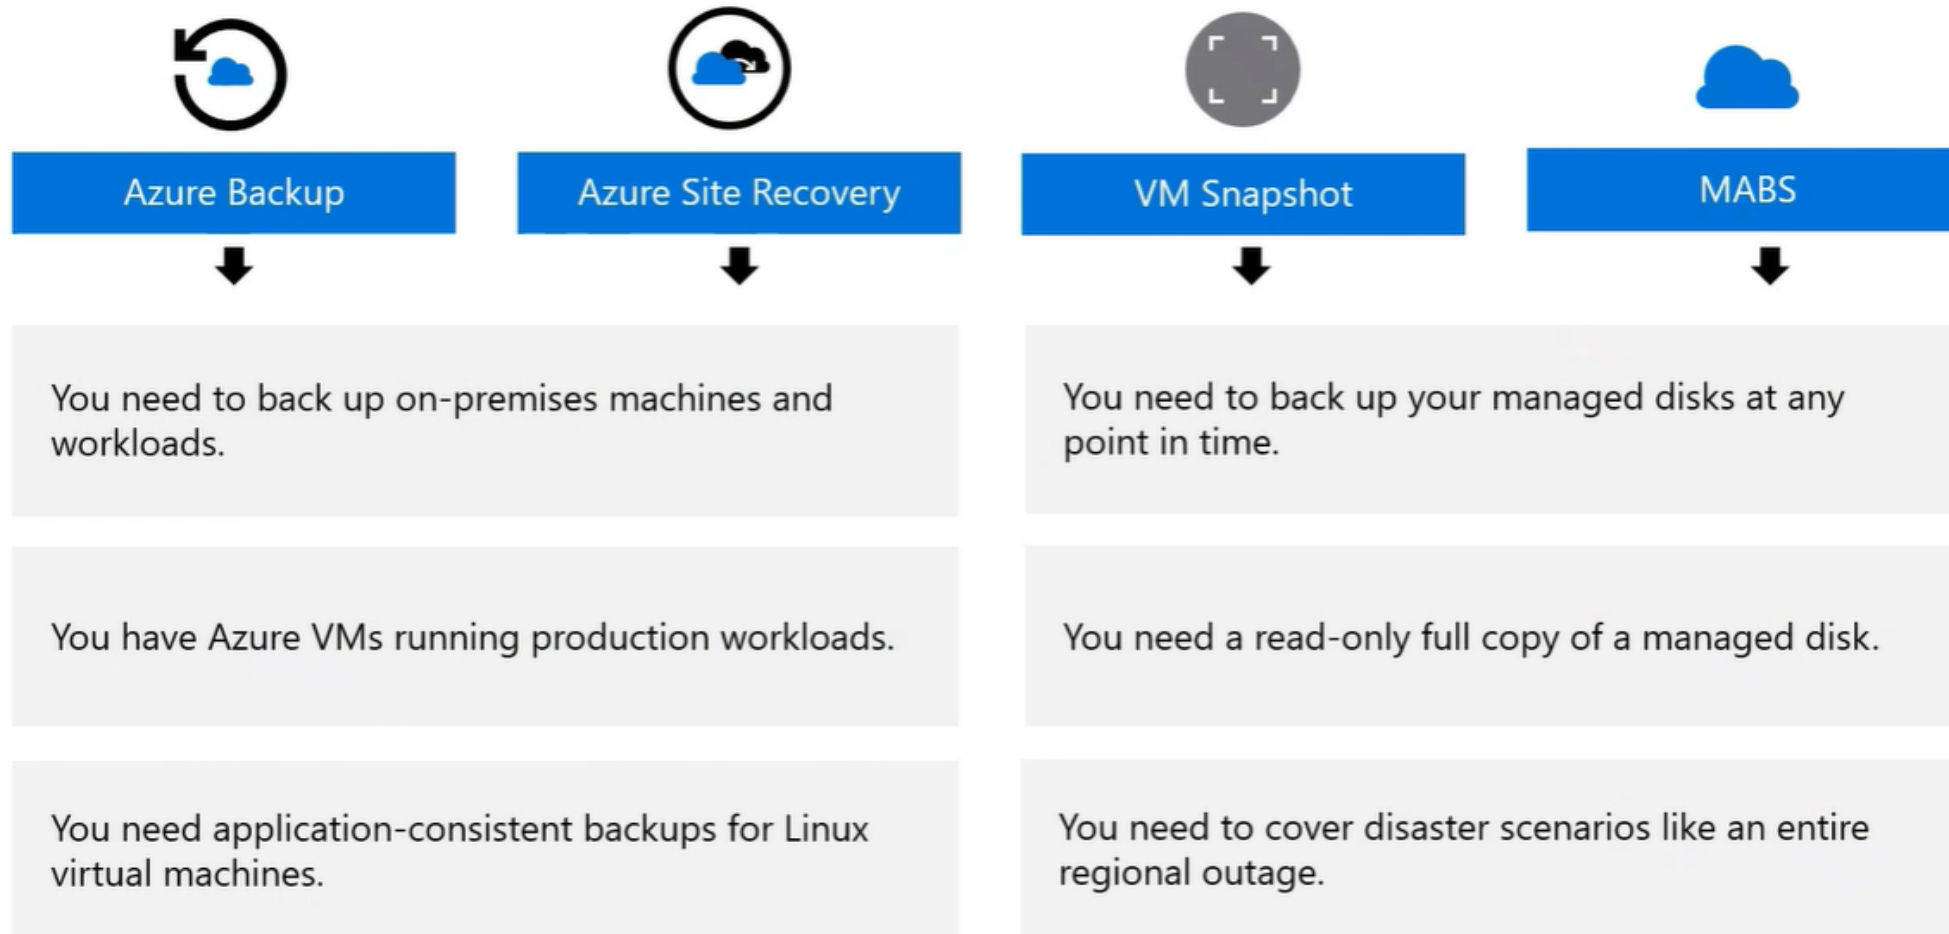 Azure Backup
Azure Site Recovery
VM Snapshot
MABS
You need to back up on-premises machines and
workloads.
You need to back up your managed disks at any
point in time.
You have Azure VMs running production workloads.
You need a read-only full copy of a managed disk.
You need application-consistent backups for Linux
virtual machines.
You need to cover disaster scenarios like an entire
regional outage.